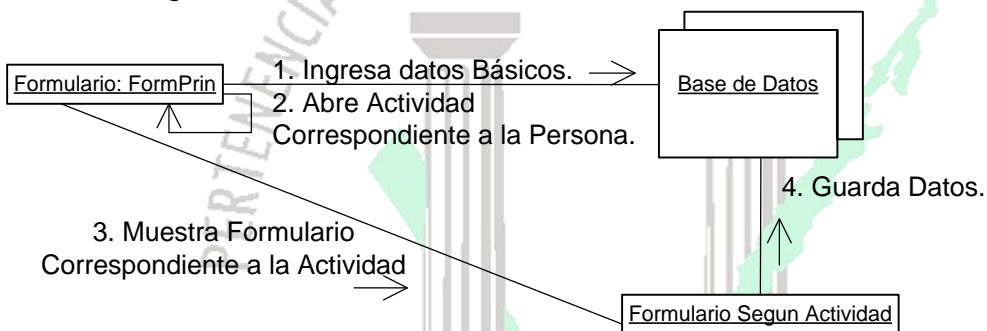 PERTENENCI
Formulario: FormPrin
1. Ingresa datos Básicos.
2. Abre Actividad
Correspondiente a la Persona.
Base de Datos
4. Guarda Datos.
3. Muestra Formulario
Correspondiente a la Actividad
Formulario Segun Actividad